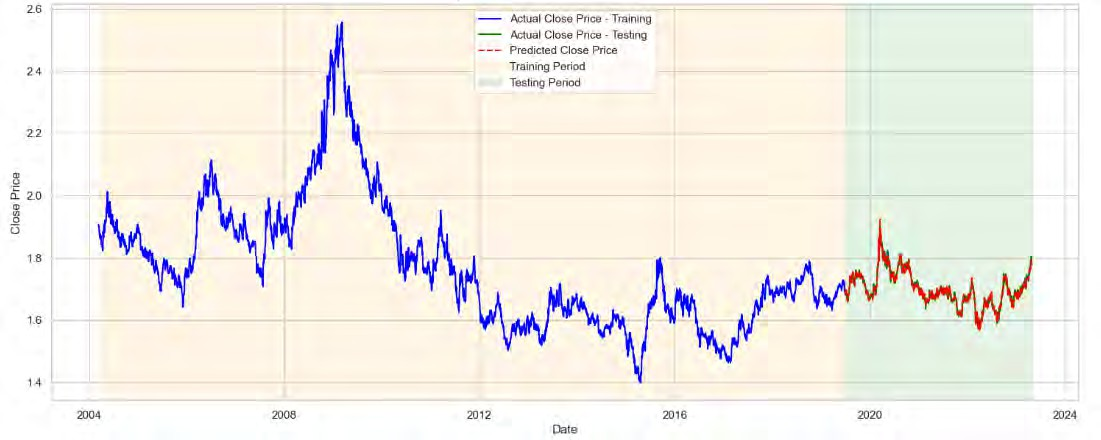 2.6
Actual Close Price - Training
Actual Close Price - Testing
Predicted Close Price
Training Period
Testing Period
2.4
2.2
2.0
1.8
1.6
1.4
Close Price
2004 2008 2012 2016 2020 2024
Date